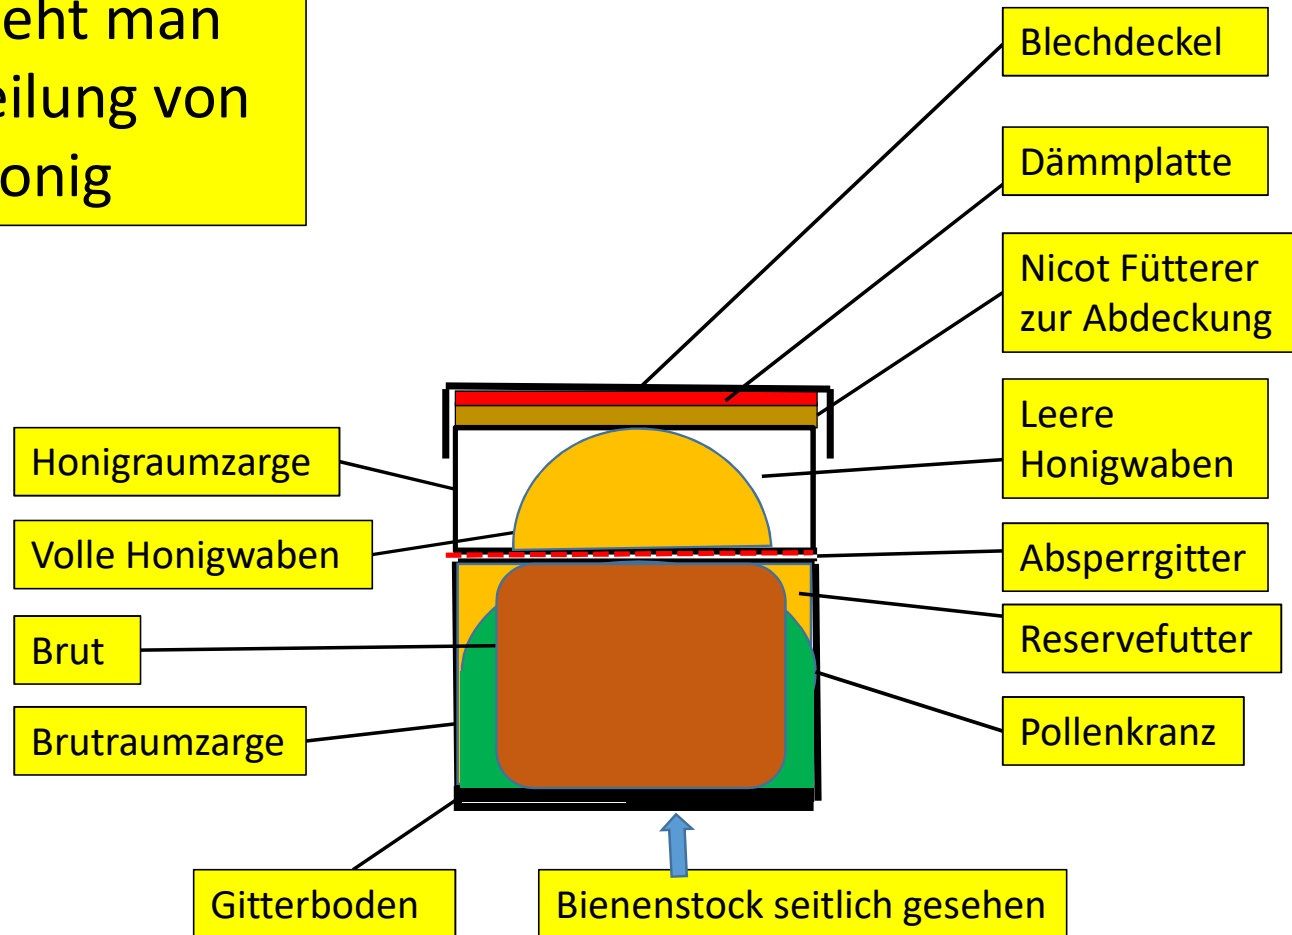 eht man
eilung von
onig
Blechdeckel
Dämmplatte
Nicot Fütterer
zur Abdeckung
Leere
Honigwaben
Absperrgitter
Reservefutter
Pollenkranz
Honigraumzarge
Volle Honigwaben
Brut
Brutraumzarge
Gitterboden
Bienenstock seitlich gesehen